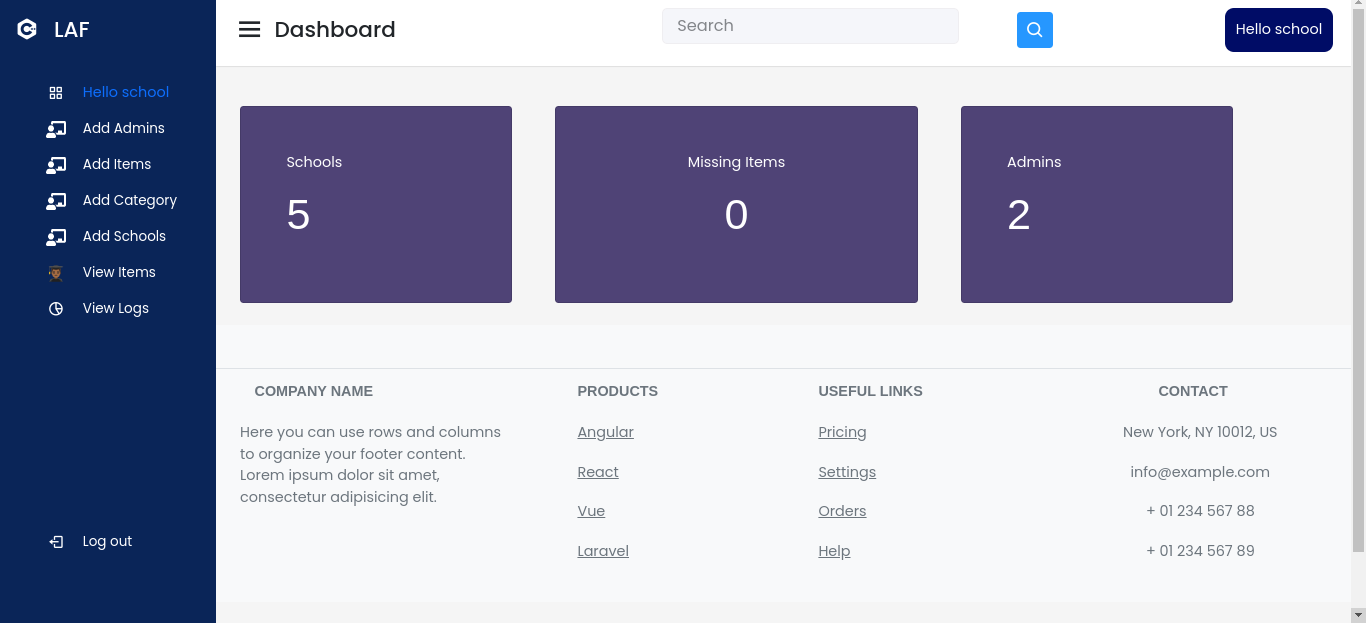 LAF
Dashboard
Search
Hello school
Hello school
Add Admins
Add Items
Add Category
Add Schools
View Items
View Logs
Log out
Schools
5
Missing Items
0
Admins
2
COMPANY NAME
Here you can use rows and columns
to organize your footer content.
Lorem ipsum dolor sit amet,
consectetur adipisicing elit.
PRODUCTS
Angular
React
Vue
Laravel
USEFUL LINKS
Pricing
Settings
Orders
Help
CONTACT
New York, NY 10012, US
info@example.com
+ 01 234 567 88
+ 01 234 567 89